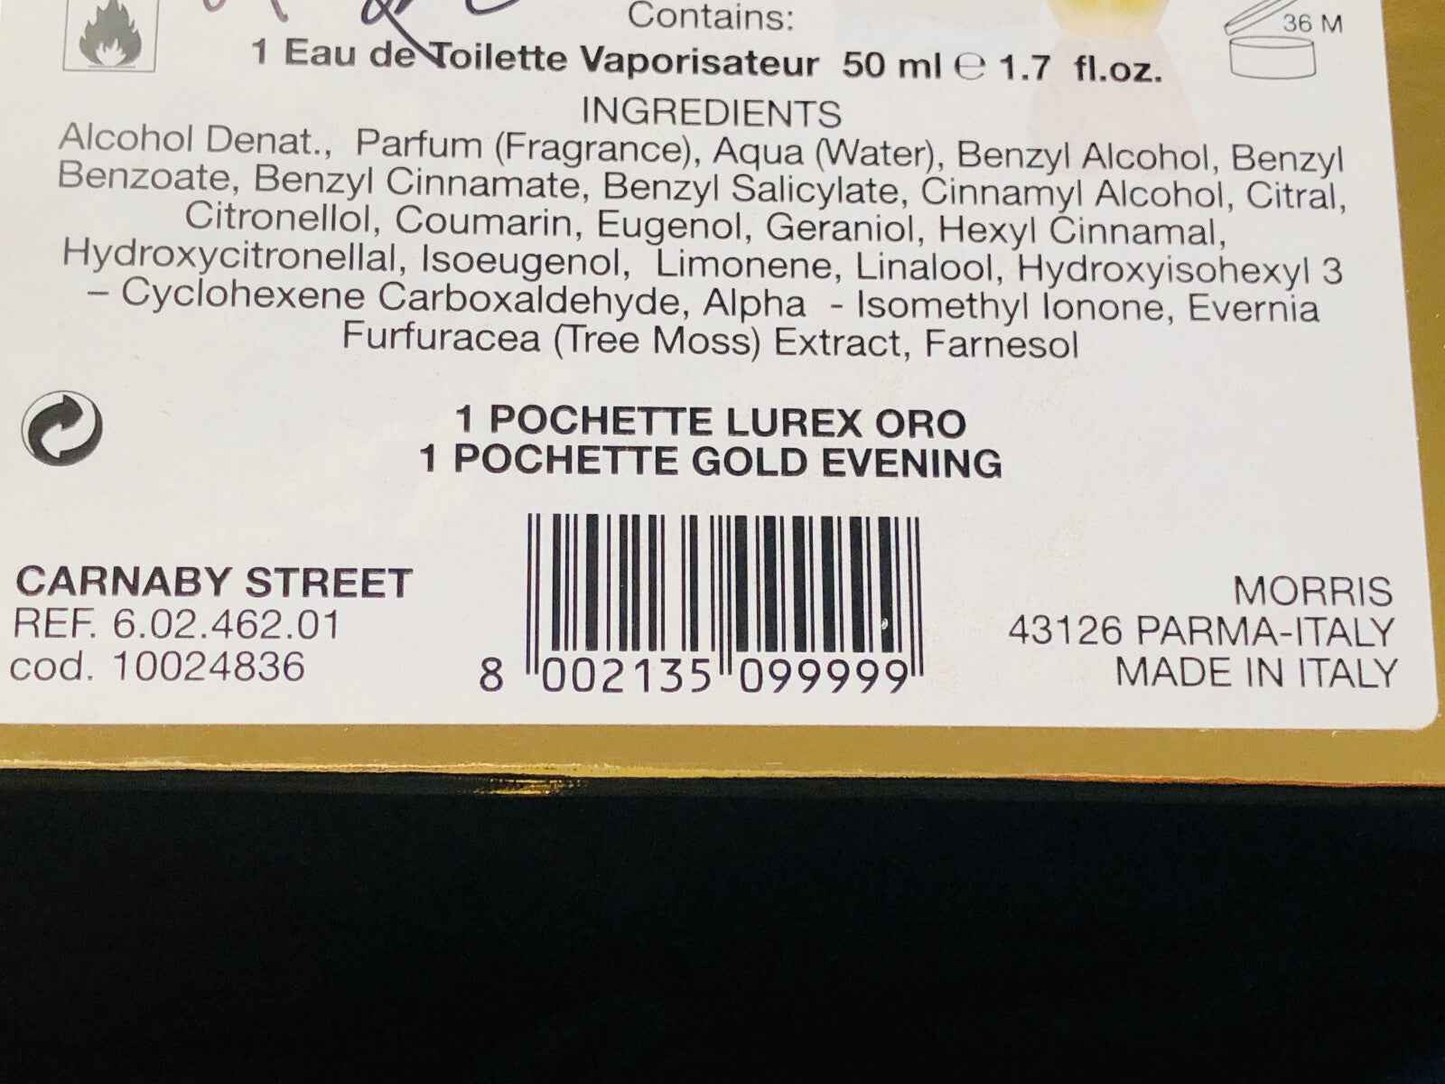 Contains:
36 M
1 Eau de Toilette Vaporisateur 50 ml ℮ 1.7 fl.oz.
INGREDIENTS
Alcohol Denat., Parfum (Fragrance), Aqua (Water), Benzyl Alcohol, Benzyl
Benzoate, Benzyl Cinnamate, Benzyl Salicylate, Cinnamyl Alcohol, Citral,
Citronellol, Coumarin, Eugenol, Geraniol, Hexyl Cinnamal,
Hydroxycitronellal, Isoeugenol, Limonene, Linalool, Hydroxyisohexyl 3
– Cyclohexene Carboxaldehyde, Alpha - Isomethyl Ionone, Evernia
Furfuracea (Tree Moss) Extract, Farnesol
1 POCHETTE LUREX ORO
1 POCHETTE GOLD EVENING
CARNABY STREET
REF. 6.02.462.01
cod. 10024836
8 002135 099999
MORRIS
43126 PARMA-ITALY
MADE IN ITALY